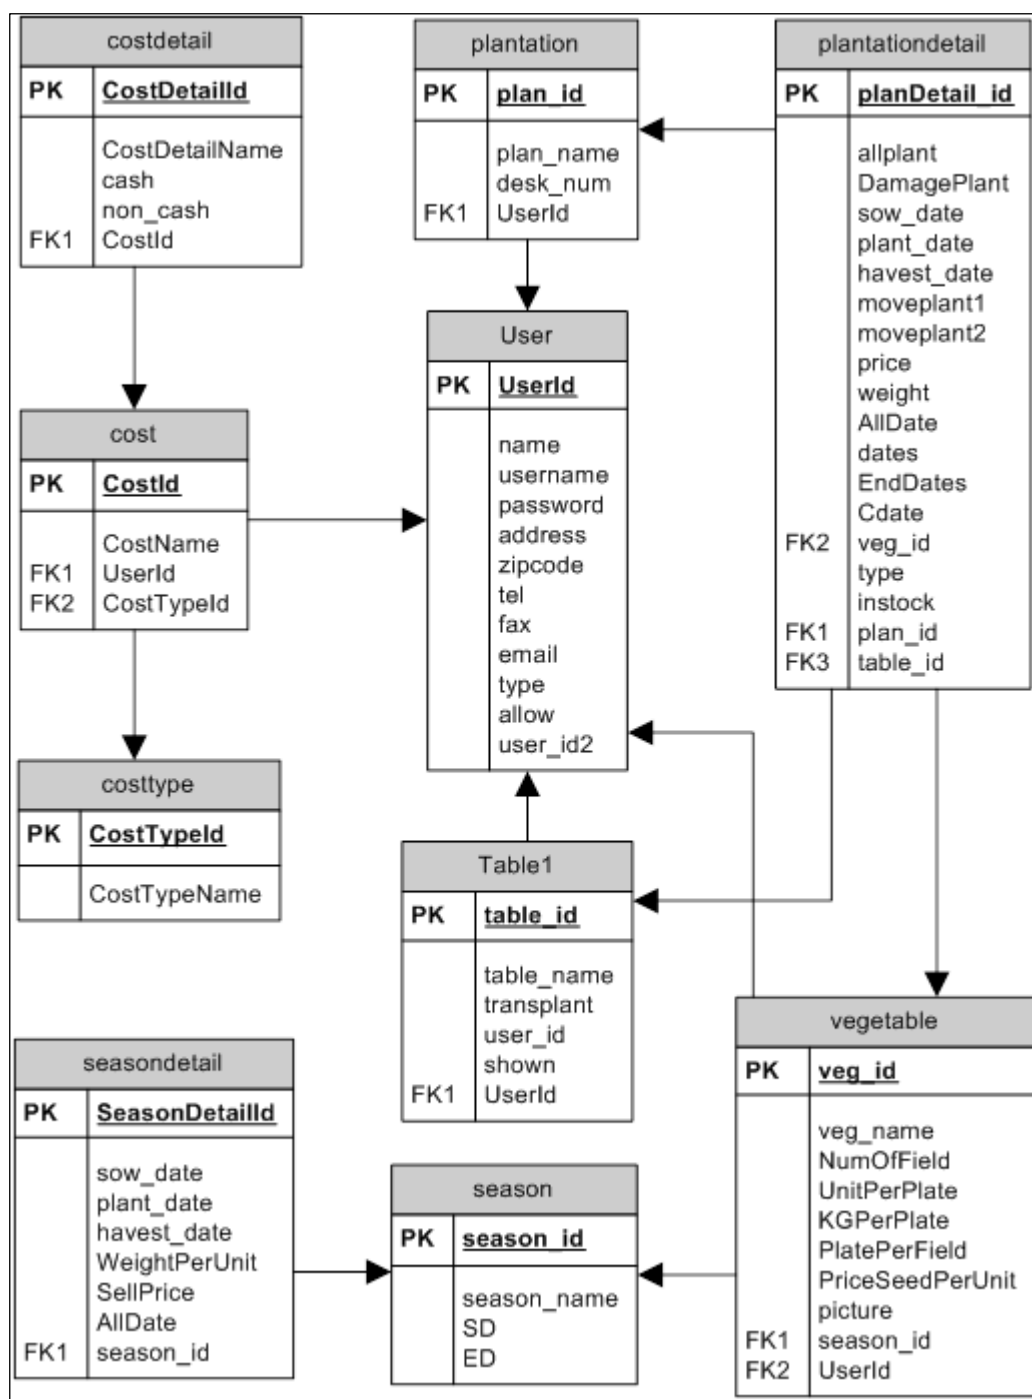 costdetail
PK CostDetailId
CostDetailName
cash
non_cash
FK1 CostId
plantation
PK plan_id
plan_name
desk_num
FK1 UserId
plantationdetail
PK planDetail_id
allplant
DamagePlant
sow_date
plant_date
havest_date
moveplant1
moveplant2
price
weight
AllDate
dates
EndDates
Cdate
FK2 veg_id
type
instock
FK1 plan_id
FK3 table_id
User
PK UserId
name
username
password
address
zipcode
tel
fax
email
type
allow
user_id2
cost
PK CostId
CostName
FK1 UserId
FK2 CostTypeId
costtype
PK CostTypeId
CostTypeName
Table1
PK table_id
table_name
transplant
user_id
shown
FK1 UserId
vegetable
PK veg_id
veg_name
NumOfField
UnitPerPlate
KGPerPlate
PlatePerField
PriceSeedPerUnit
picture
FK1 season_id
FK2 UserId
seasondetail
PK SeasonDetailId
sow_date
plant_date
havest_date
WeightPerUnit
SellPrice
AllDate
FK1 season_id
season
PK season_id
season_name
SD
ED